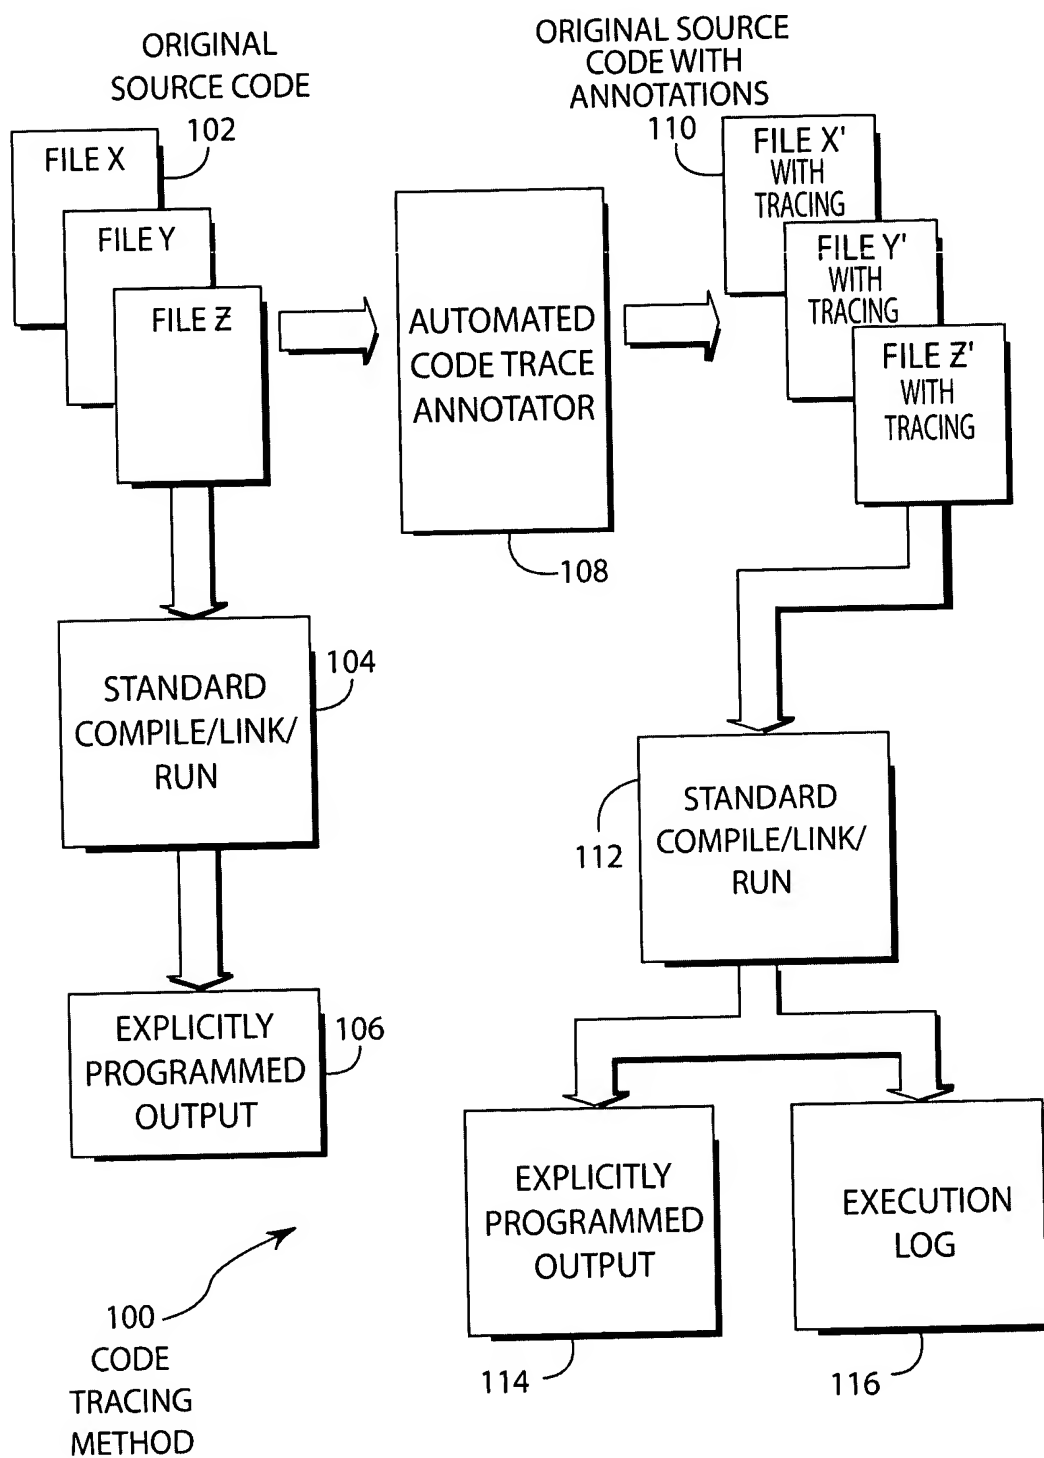 ORIGINAL
SOURCE CODE
102
FILE X
FILE Y
FILE Z
AUTOMATED
CODE TRACE
ANNOTATOR
108
ORIGINAL SOURCE
CODE WITH
ANNOTATIONS
110
FILE X'
WITH
TRACING
FILE Y'
WITH
TRACING
FILE Z'
WITH
TRACING
104
STANDARD
COMPILE/LINK/
RUN
106
EXPLICITLY
PROGRAMMED
OUTPUT
112
STANDARD
COMPILE/LINK/
RUN
EXPLICITLY
PROGRAMMED
OUTPUT
114
EXECUTION
LOG
116
100
CODE
TRACING
METHOD